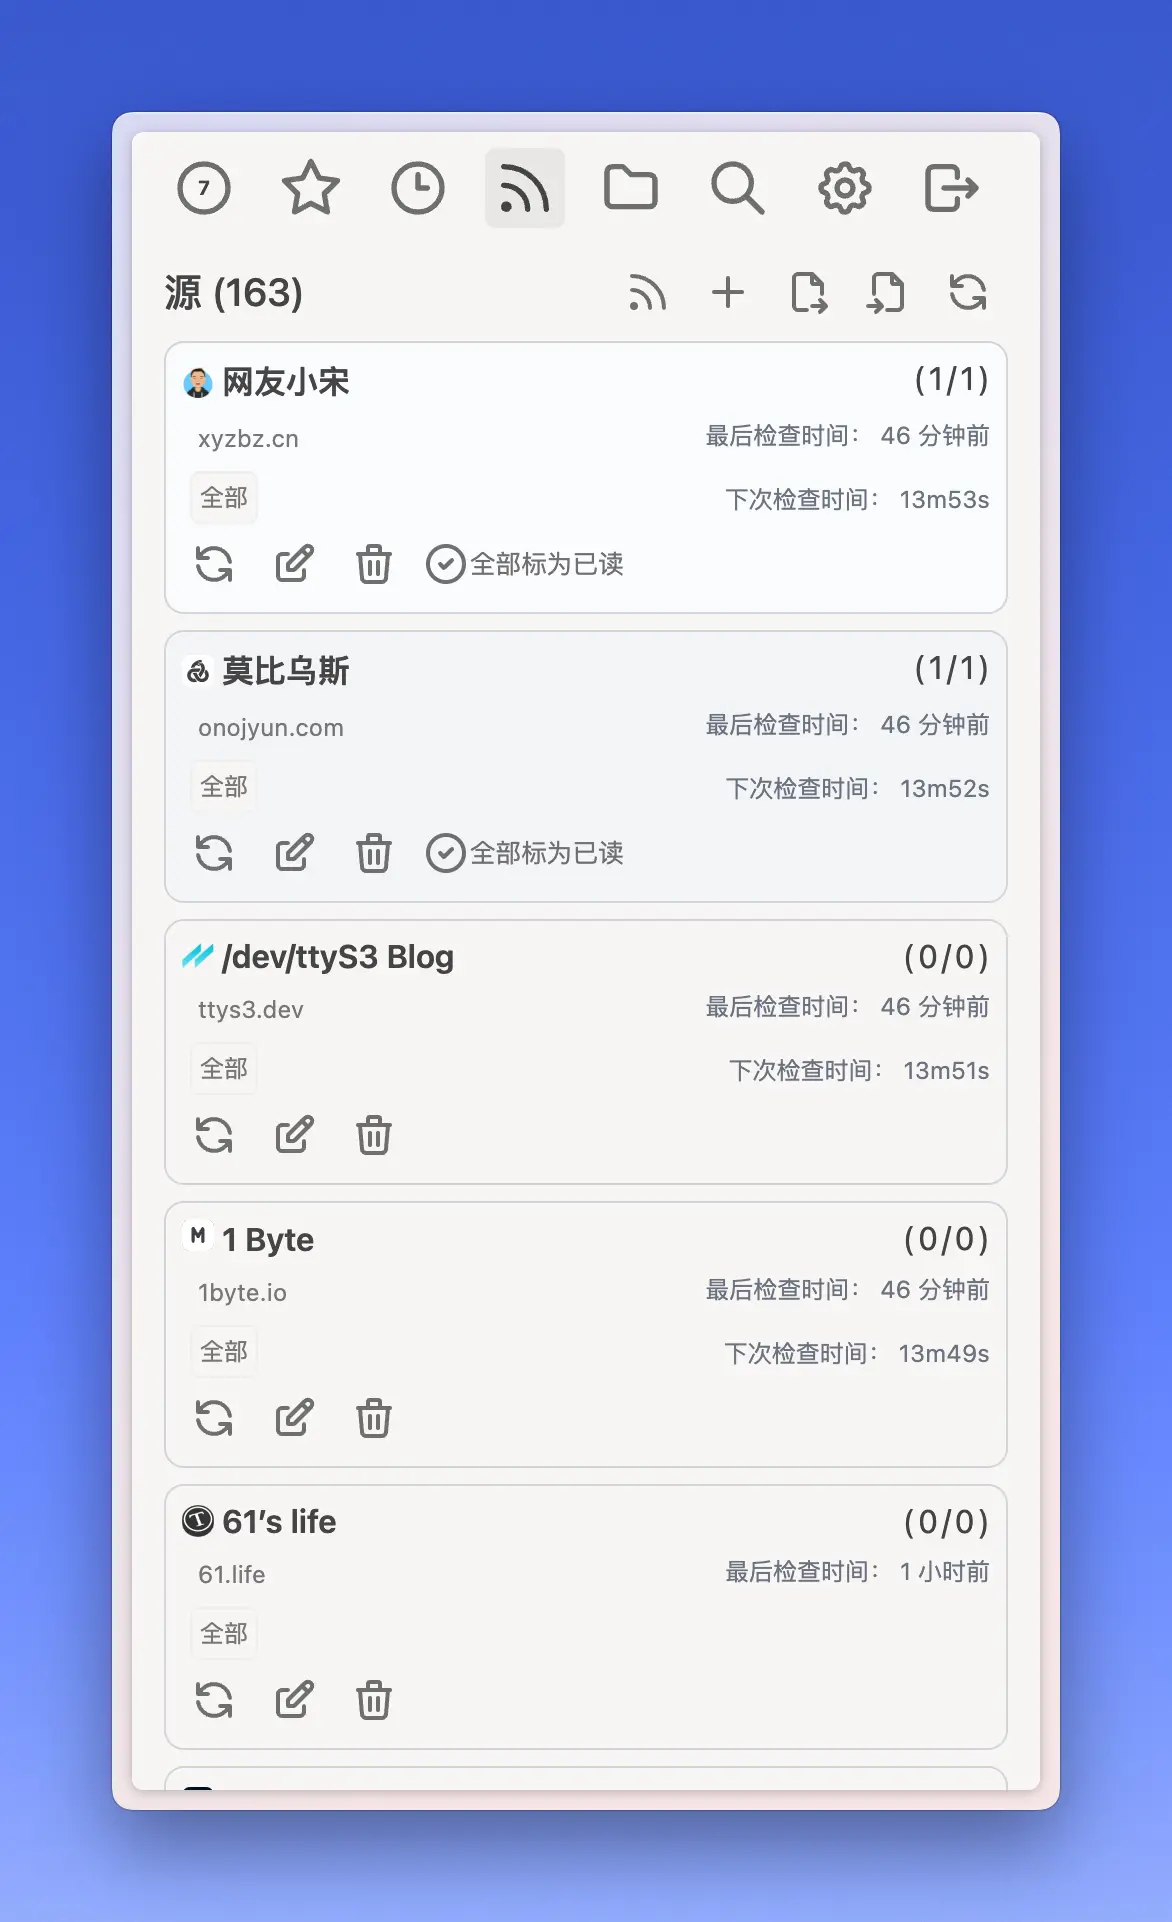 7
源 (163)
网友小宋 (1/1)
xyzbz.cn 最后检查时间： 46 分钟前
全部 下次检查时间： 13m53s
全部标为已读
莫比乌斯 (1/1)
onojyun.com 最后检查时间： 46 分钟前
全部 下次检查时间： 13m52s
全部标为已读
/dev/ttyS3 Blog (0/0)
ttys3.dev 最后检查时间： 46 分钟前
全部 下次检查时间： 13m51s
M 1 Byte (0/0)
1byte.io 最后检查时间： 46 分钟前
全部 下次检查时间： 13m49s
T 61’s life (0/0)
61.life 最后检查时间： 1 小时前
全部